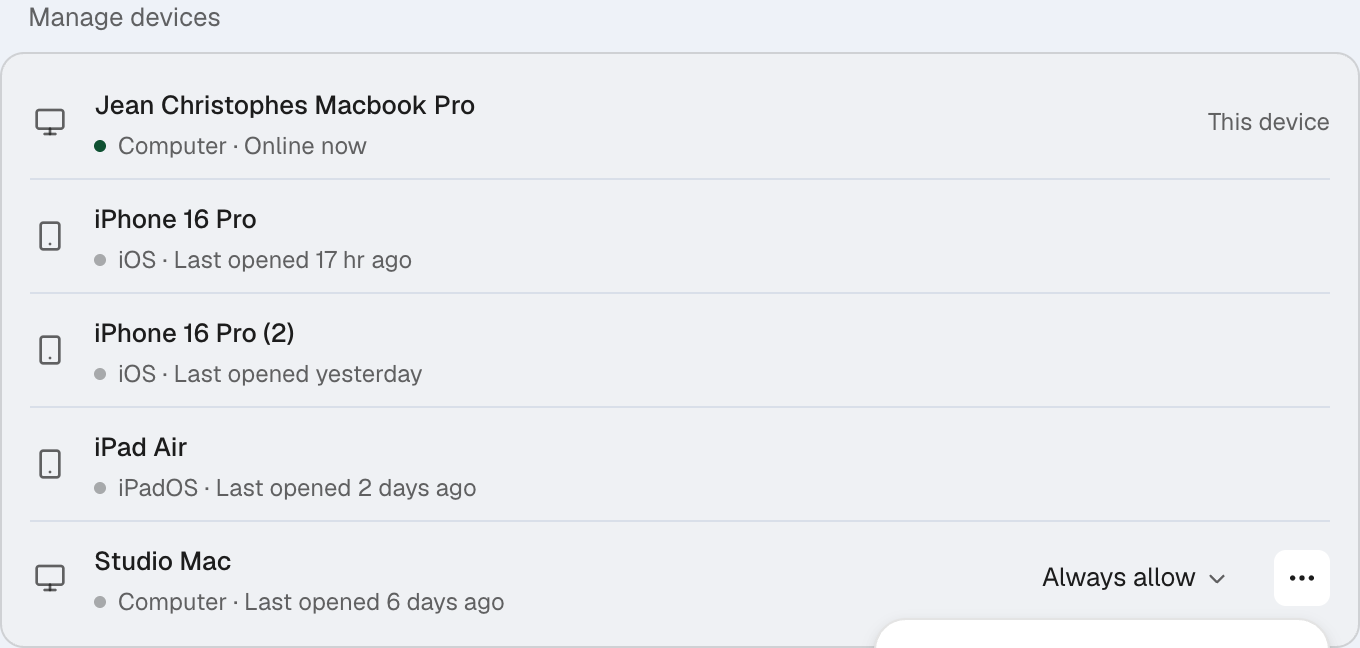 Manage devices
Jean Christophes Macbook Pro
Computer · Online now
This device
iPhone 16 Pro
iOS · Last opened 17 hr ago
iPhone 16 Pro (2)
iOS · Last opened yesterday
iPad Air
iPadOS · Last opened 2 days ago
Studio Mac
Computer · Last opened 6 days ago
Always allow